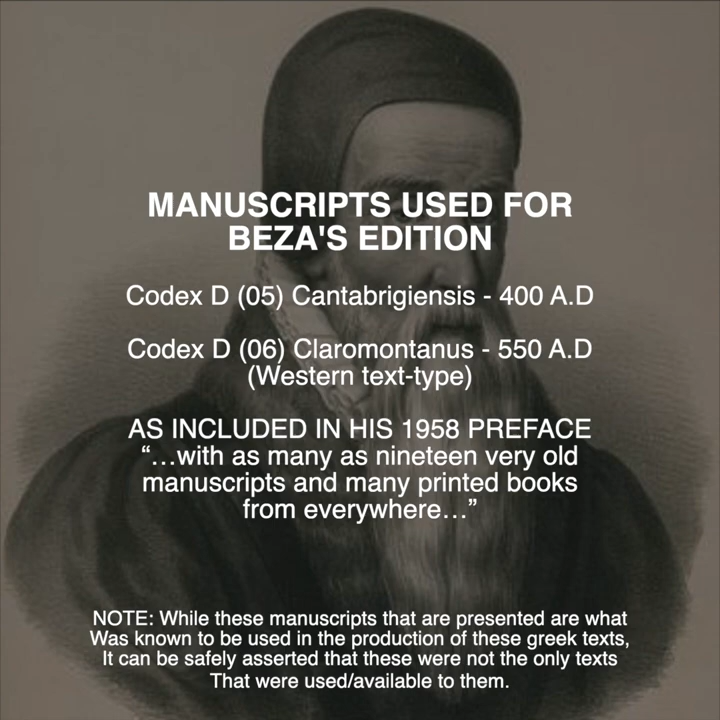 MANUSCRIPTS USED FOR
BEZA'S EDITION
Codex D (05) Cantabrigiensis - 400 A.D
Codex D (06) Claromontanus - 550 A.D
(Western text-type)
AS INCLUDED IN HIS 1958 PREFACE
“…with as many as nineteen very old
manuscripts and many printed books
from everywhere…”
NOTE: While these manuscripts that are presented are what
Was known to be used in the production of these greek texts,
It can be safely asserted that these were not the only texts
That were used/available to them.